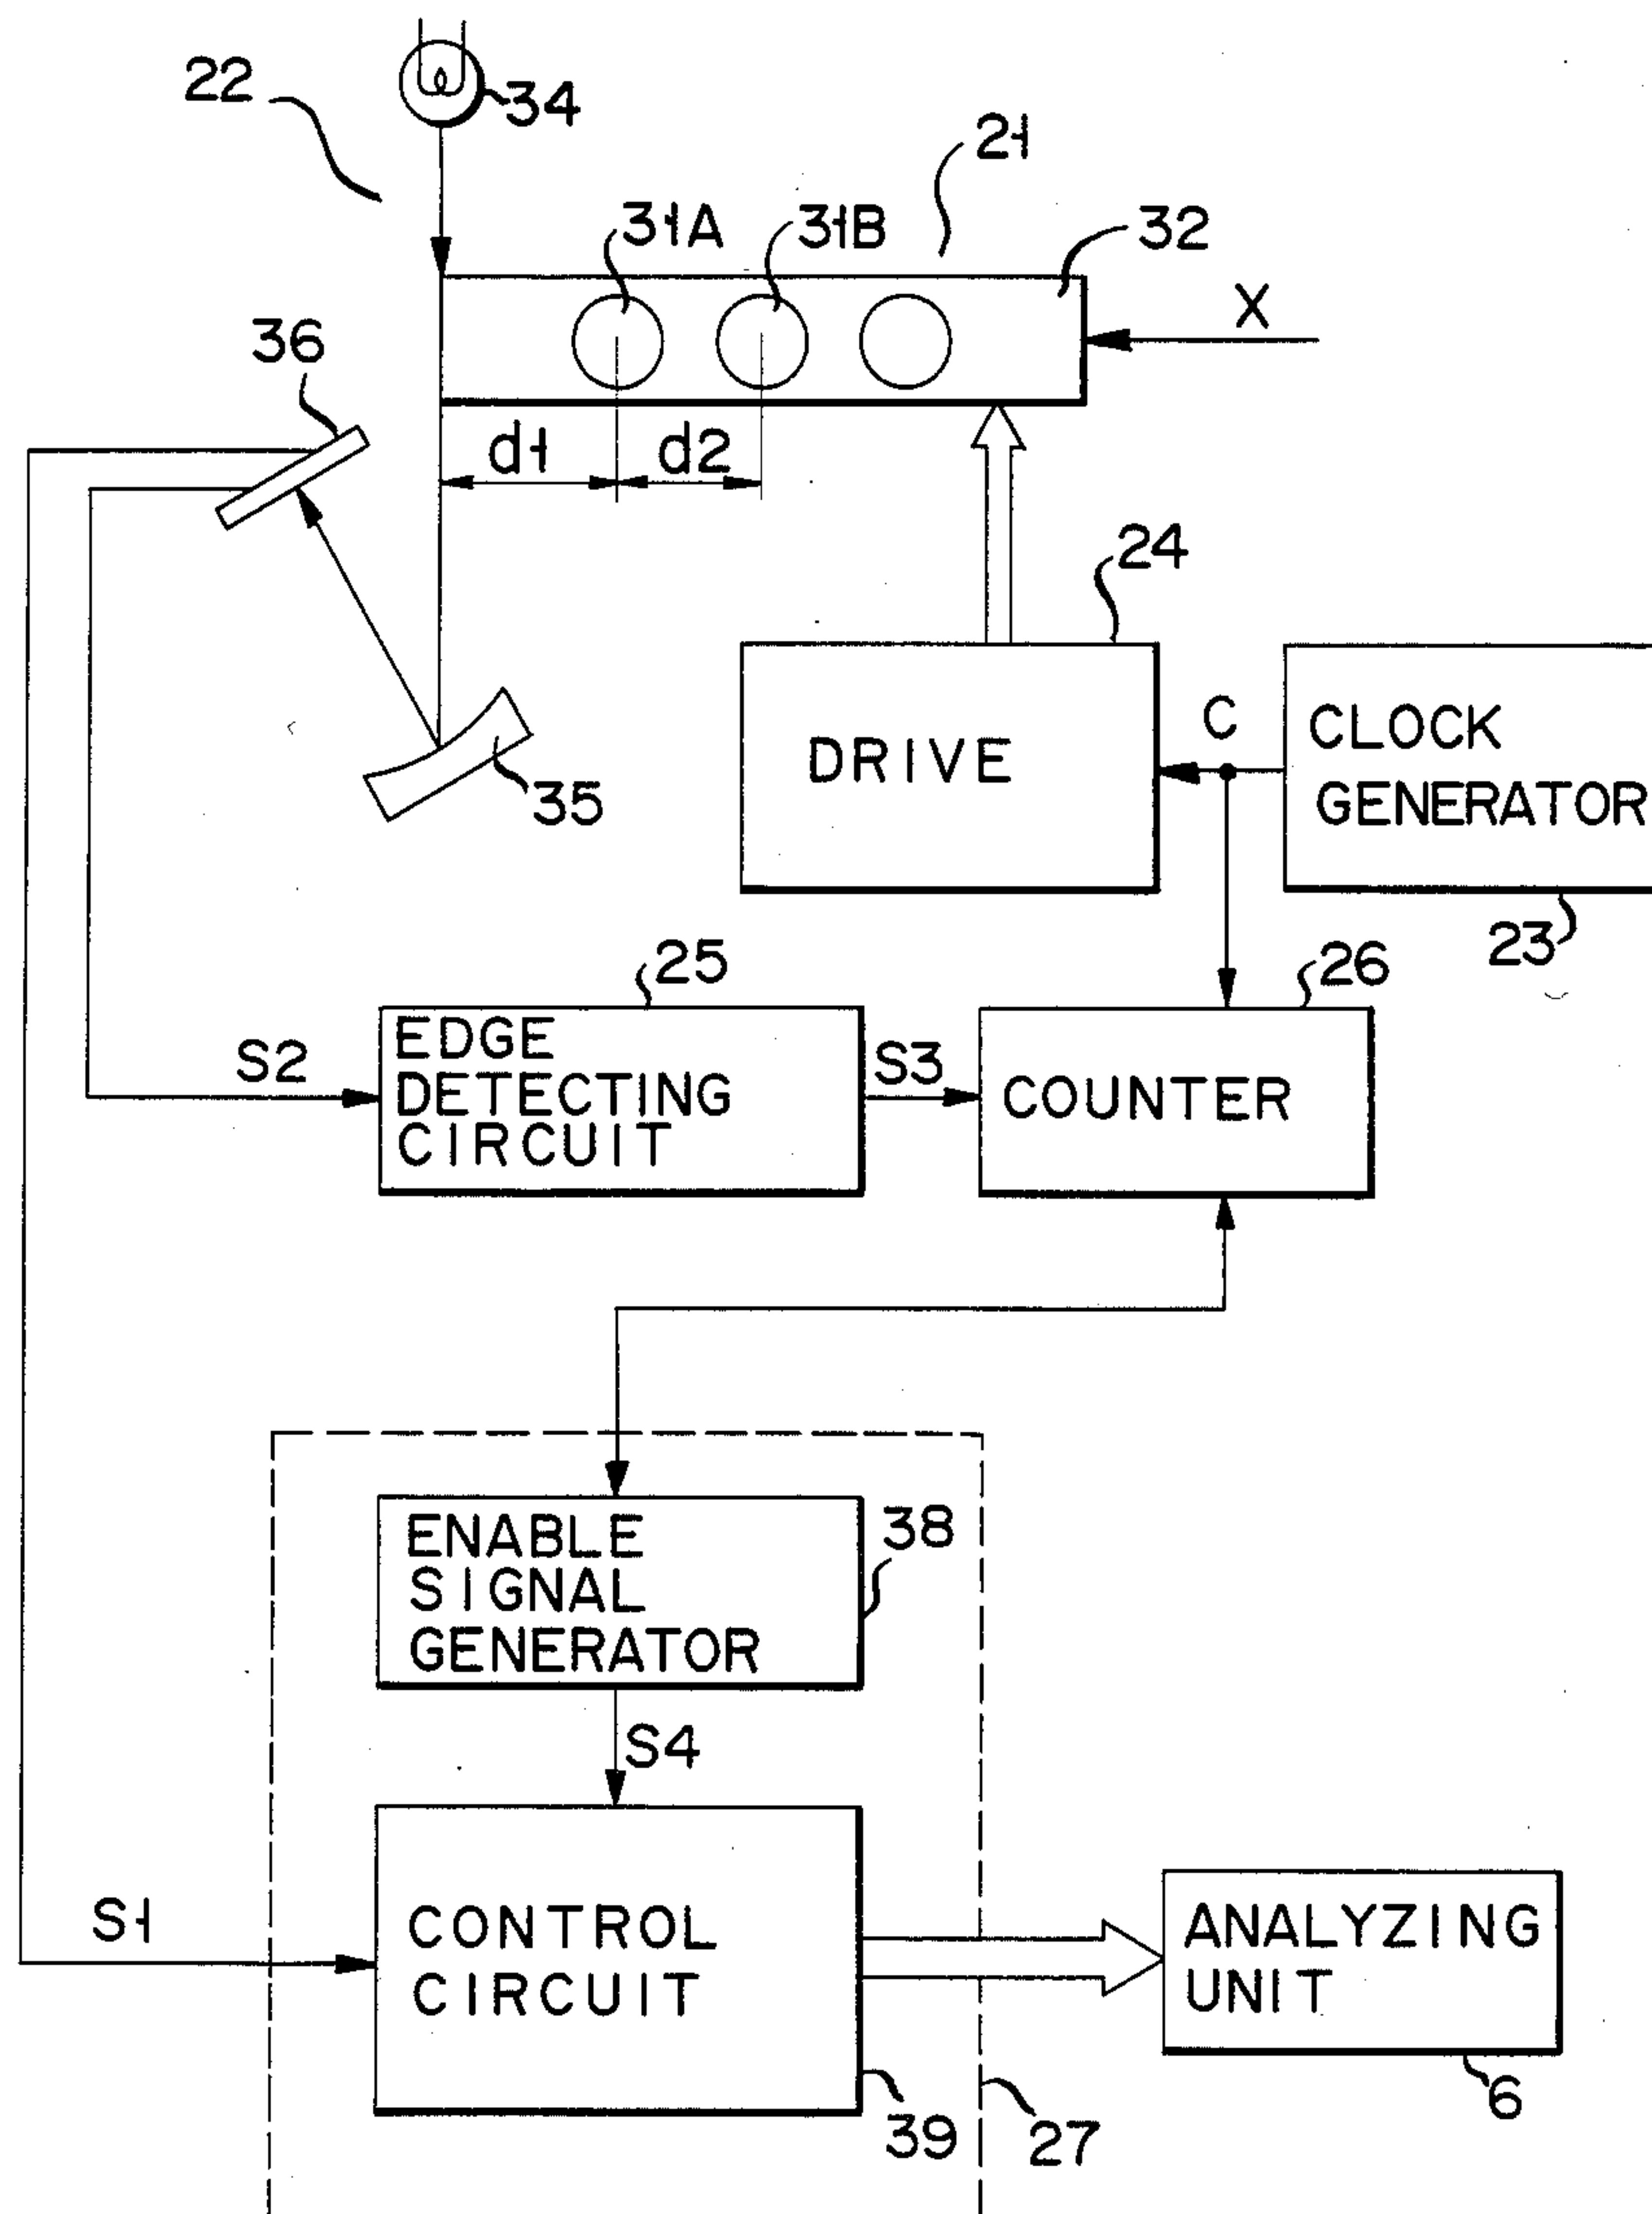 22
34
21
31A
31B
32
X
36
d1
d2
24
C
CLOCK
GENERATOR
DRIVE
35
23
25
26
S2
EDGE
DETECTING
CIRCUIT
S3
COUNTER
ENABLE
SIGNAL
GENERATOR
38
S4
S1
CONTROL
CIRCUIT
ANALYZING
UNIT
6
39
27